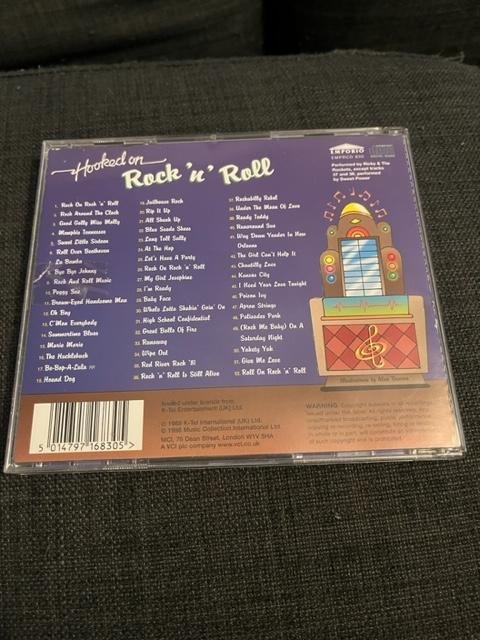 Hooked on
Rock 'n' Roll
EMPORIO
EMPRCD 830
Performed by Ricky & The
Rockets, except tracks
37 and 38, performed
by Sweet Power
1. Rock On Rock 'n' Roll
2. Rock Around The Clock
3. Good Golly Miss Molly
4. Memphis Tennessee
5. Sweet Little Sixteen
6. Roll Over Beethoven
7. La Bamba
8. Bye Bye Johnny
9. Rock And Roll Music
10. Peggy Sue
11. Brown-Eyed Handsome Man
12. Oh Boy
13. C'Mon Everybody
14. Summertime Blues
15. Movie Movie
16. The Hucklebuck
17. Be-Bop-A-Lula
18. Hound Dog
19. Jailhouse Rock
20. Rip It Up
21. All Shook Up
22. Blue Suede Shoes
23. Long Tall Sally
24. At The Hop
25. Let's Have A Party
26. Rock On Rock 'n' Roll
27. My Girl Josephine
28. I'm Ready
29. Baby Face
30. Whole Lotta Shakin' Goin' On
31. High School Confidential
32. Great Balls Of Fire
33. Runaway
34. Wipe Out
35. Red River Rock '81
36. Rock 'n' Roll Is Still Alive
37. Rockabilly Rebel
38. Under The Moon Of Love
39. Ready Teddy
40. Runaround Sue
41. Way Down Yonder In New
Orleans
42. The Girl Can't Help It
43. Chantilly Lace
44. Kansas City
45. I Need Your Love Tonight
46. Poison Ivy
47. Apron Strings
48. Palisades Park
49. (Rock Me Baby) On A
Saturday Night
50. Yakety Yak
51. Give Me Love
52. Roll On Rock 'n' Roll
under licence from
K-Tel Entertainment (UK) Ltd.
K-Tel International (UK) Ltd.
Music Collection International Ltd
MCI, 76 Dean Street, London W1V 5HA
A VCI plc company www.vci.co.uk
5 014797 168305 >
WARNING: